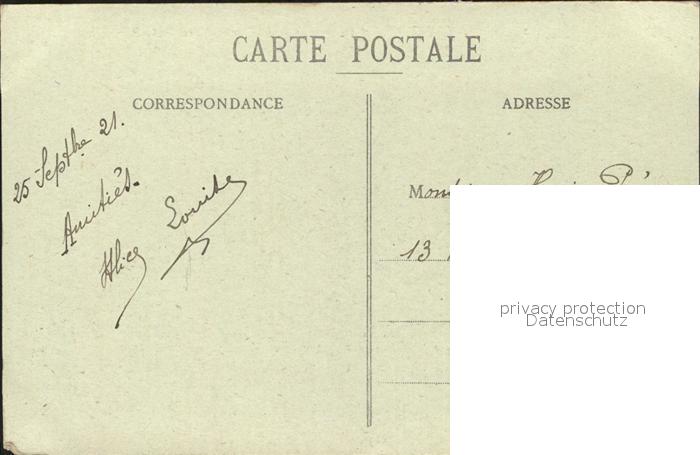 CARTE POSTALE
CORRESPONDANCE
25 Septbre 21.
Amitiés.
Alice Louise
ADRESSE
M
13
privacy protection
Datenschutz